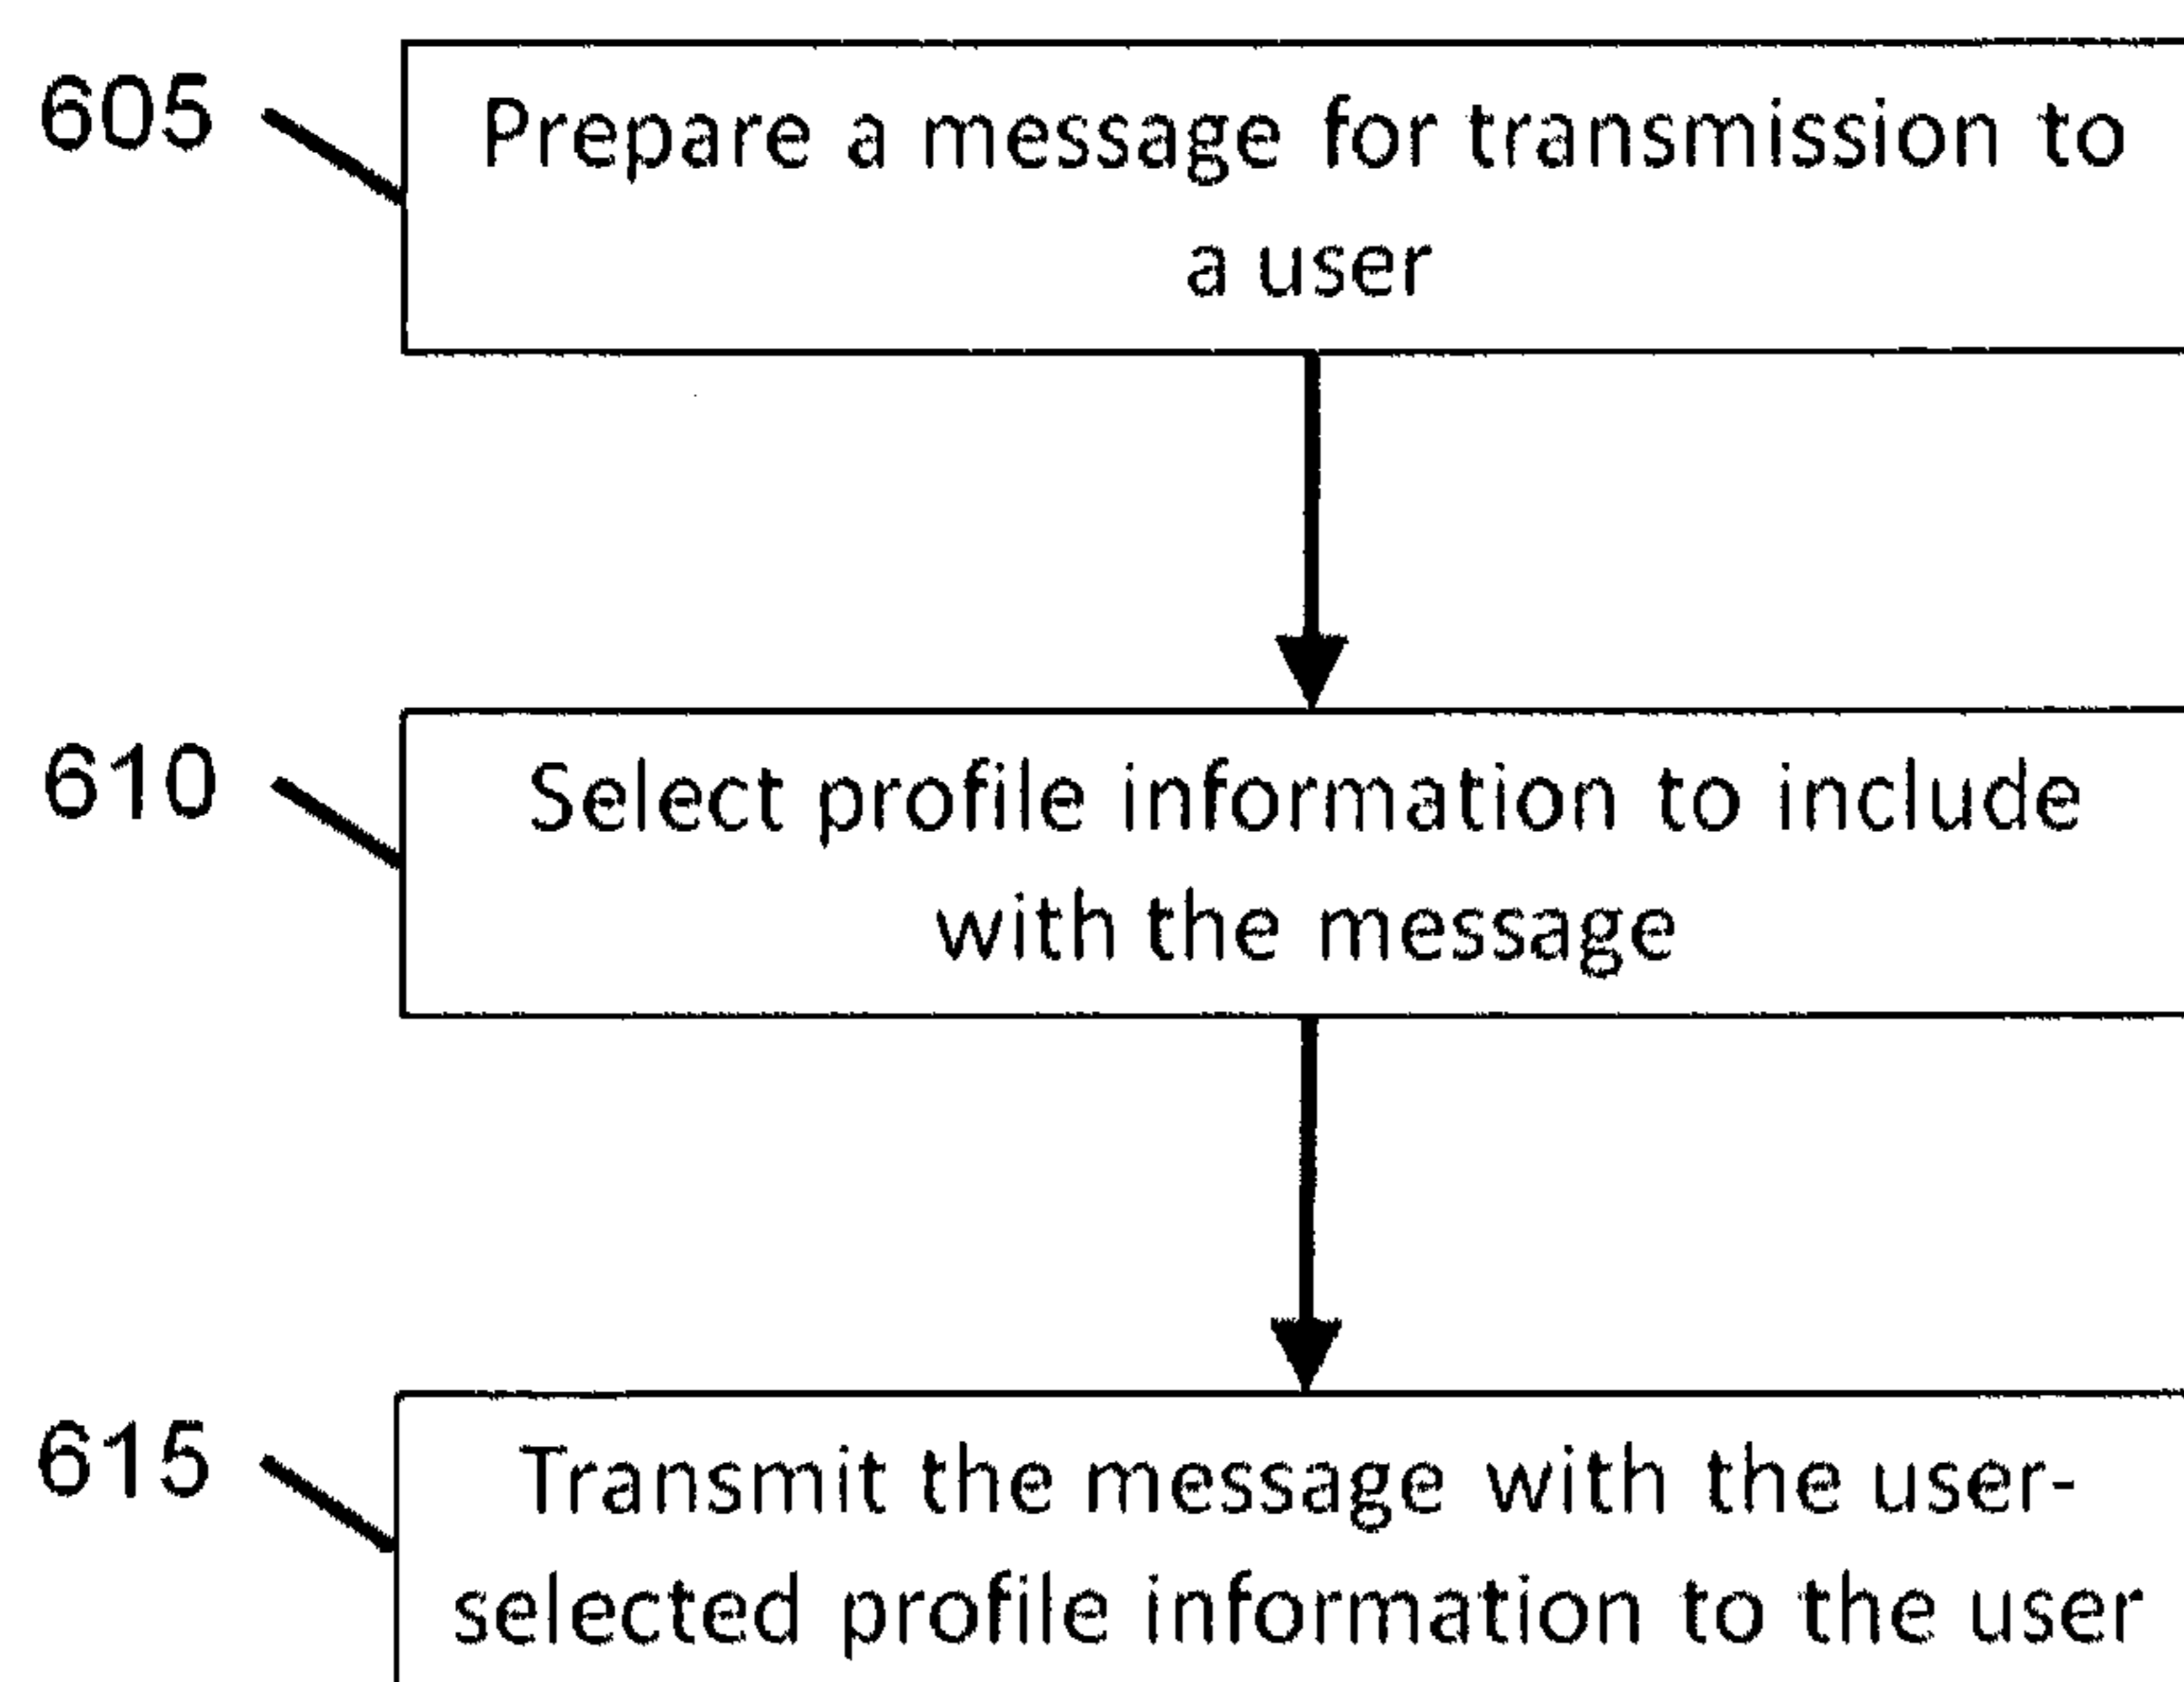 605
Prepare a message for transmission to
a user
610
Select profile information to include
with the message
615
Transmit the message with the user-
selected profile information to the user